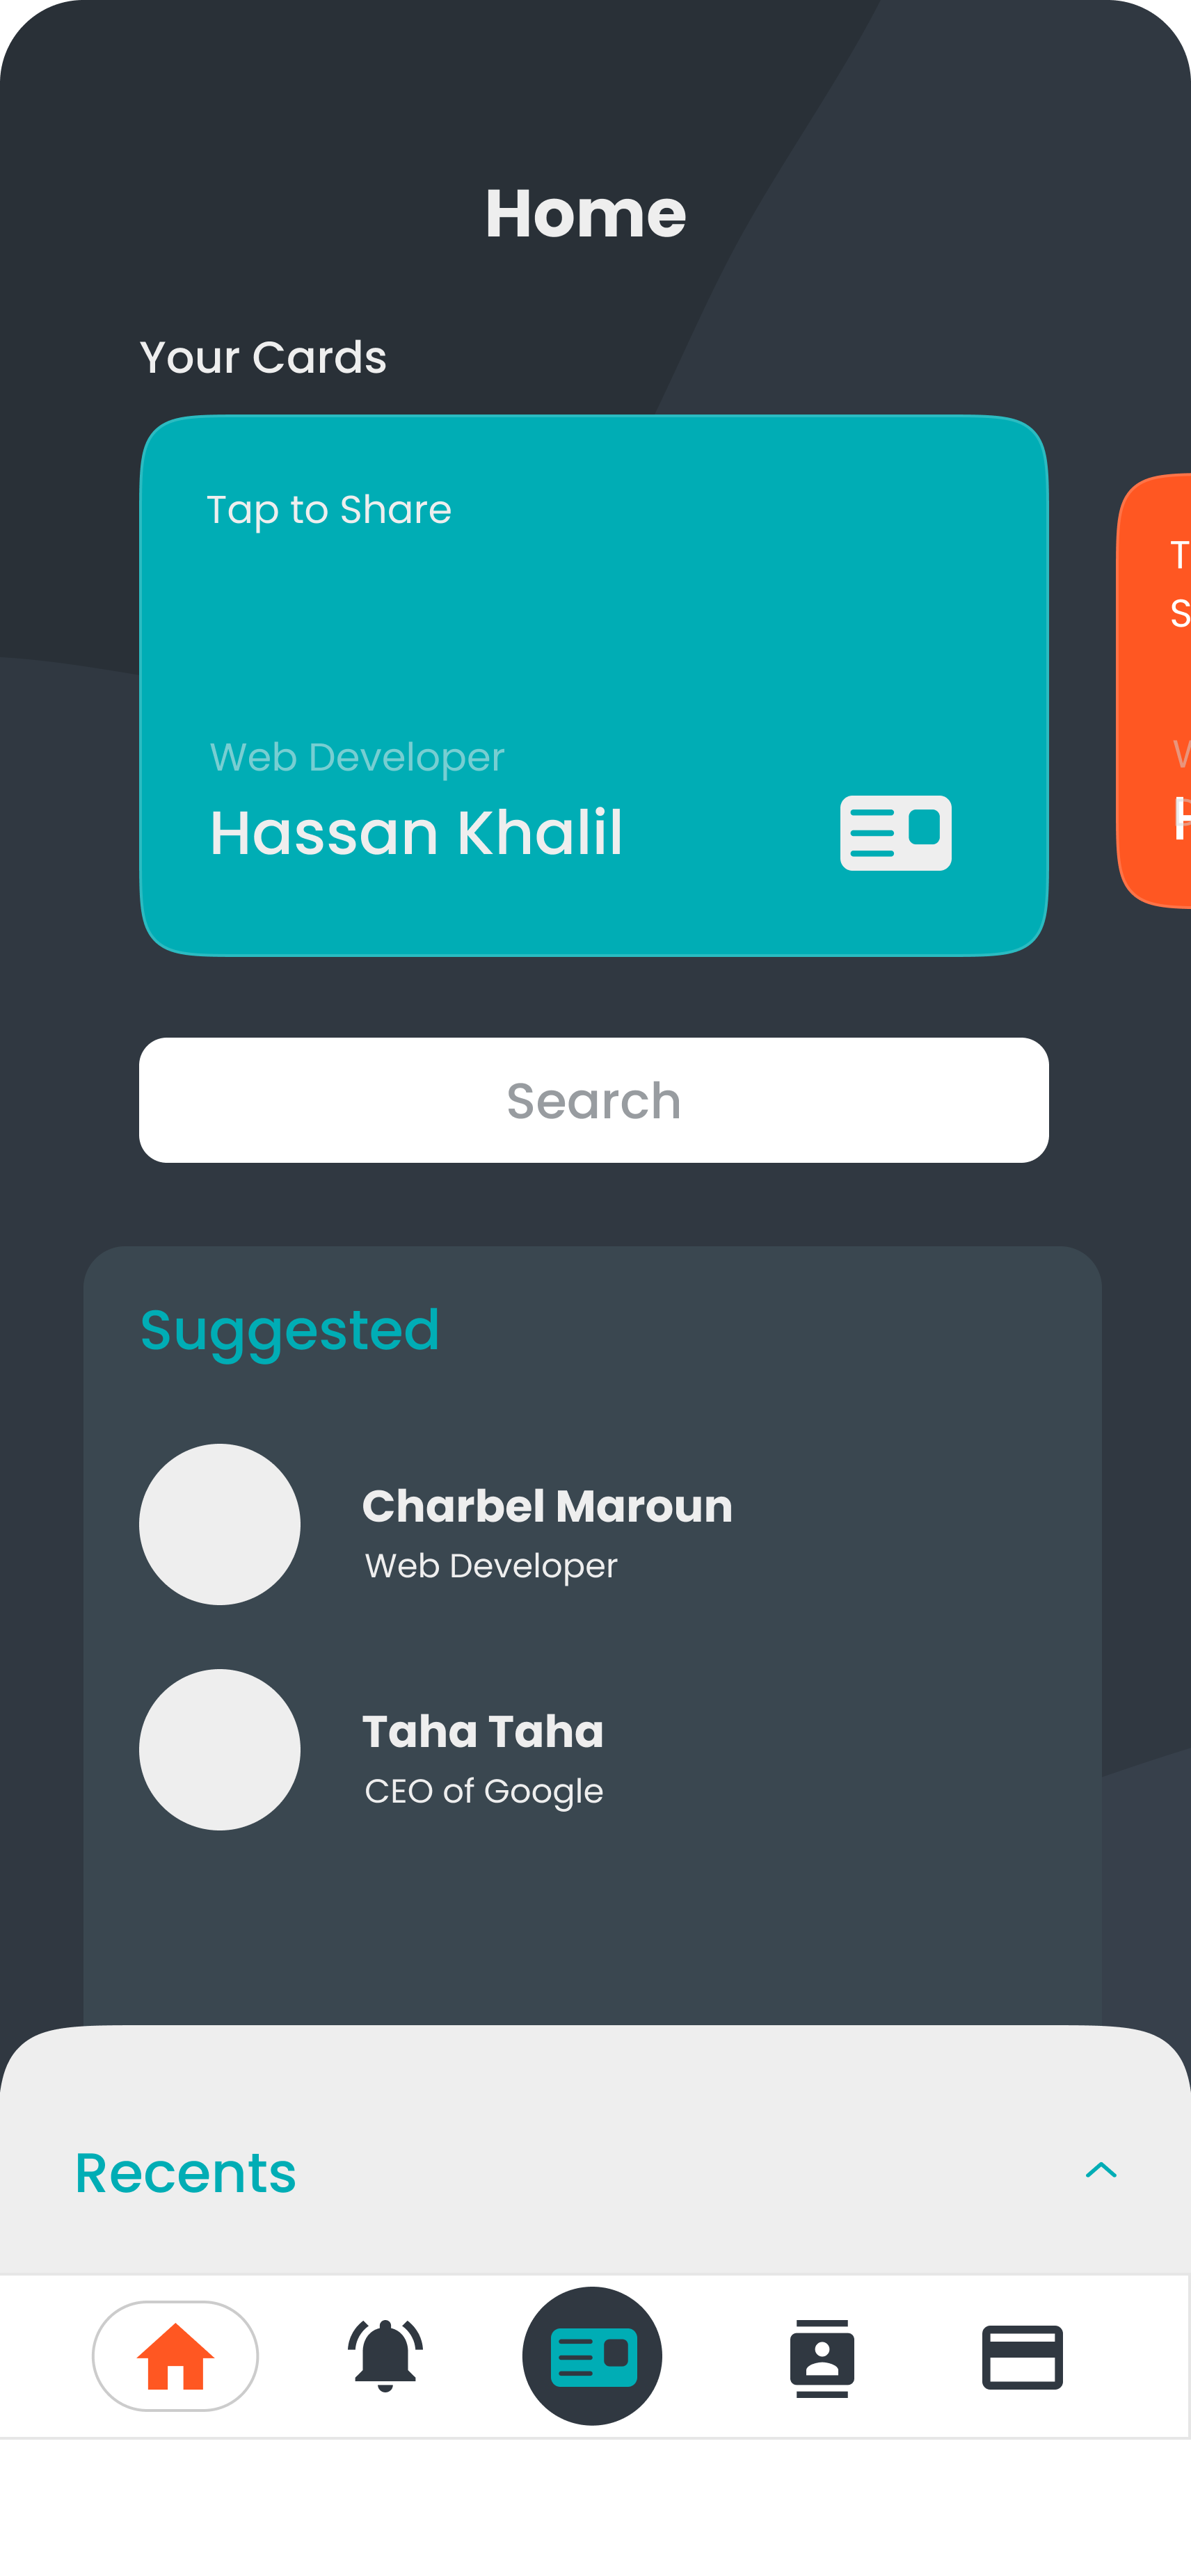 Home
Your Cards
Tap to Share
Web Developer
Hassan Khalil
Search
Suggested
Charbel Maroun
Web Developer
Taha Taha
CEO of Google
Recents